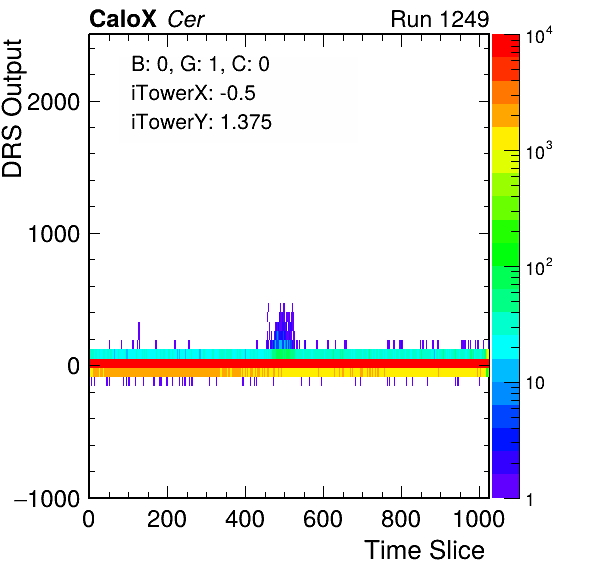 CaloX Cer Run 1249
B: 0, G: 1, C: 0
iTowerX: -0.5
iTowerY: 1.375
DRS Output
2000
1000
0
−1000
0 200 400 600 800 1000
Time Slice
10⁴
10³
10²
10
1